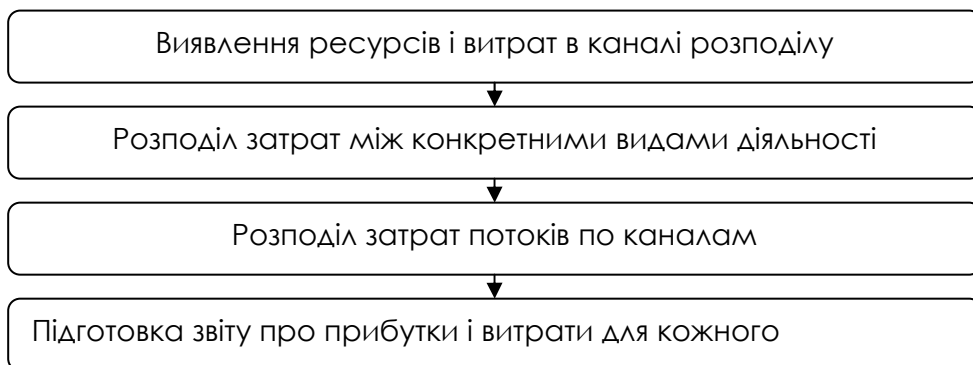 Виявлення ресурсів і витрат в каналі розподілу
Розподіл затрат між конкретними видами діяльності
Розподіл затрат потоків по каналам
Підготовка звіту про прибутки і витрати для кожного